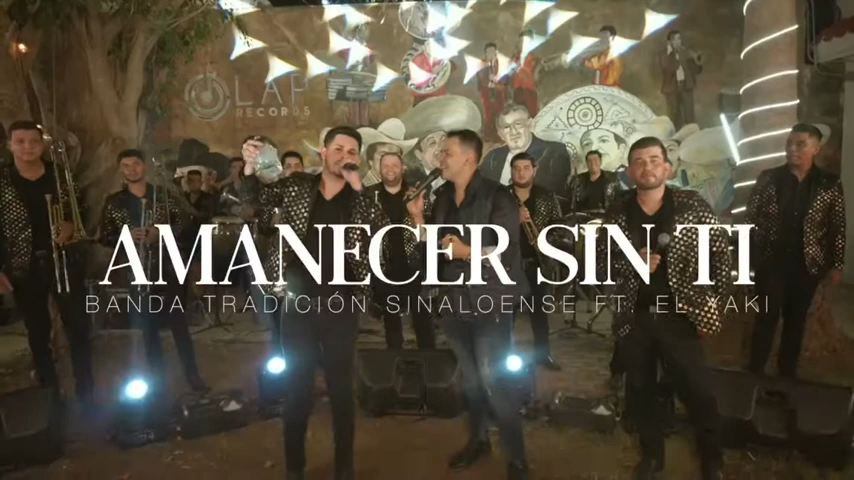 LAP
RECORDS
AMANECER SIN TI
BANDA TRADICIÓN SINALOENSE FT. EL YAKI